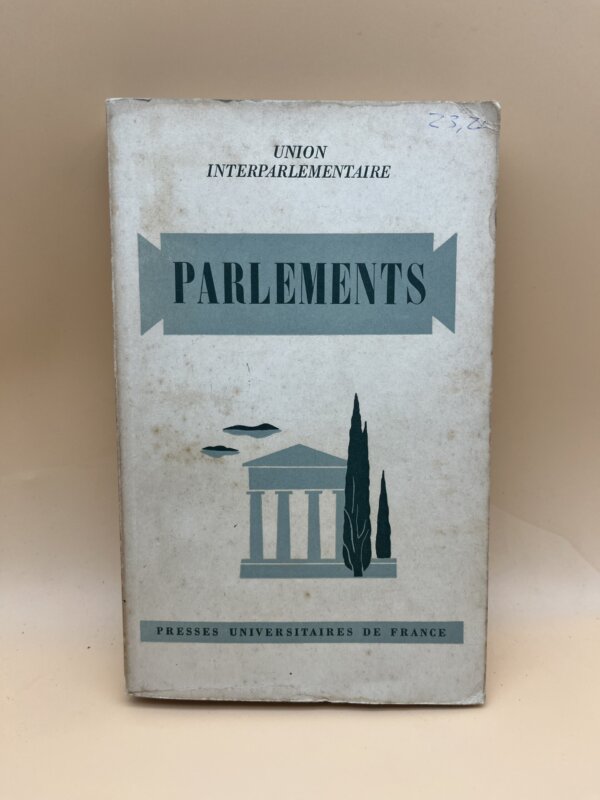 UNION
INTERPARLEMENTAIRE
PARLEMENTS
PRESSES UNIVERSITAIRES DE FRANCE